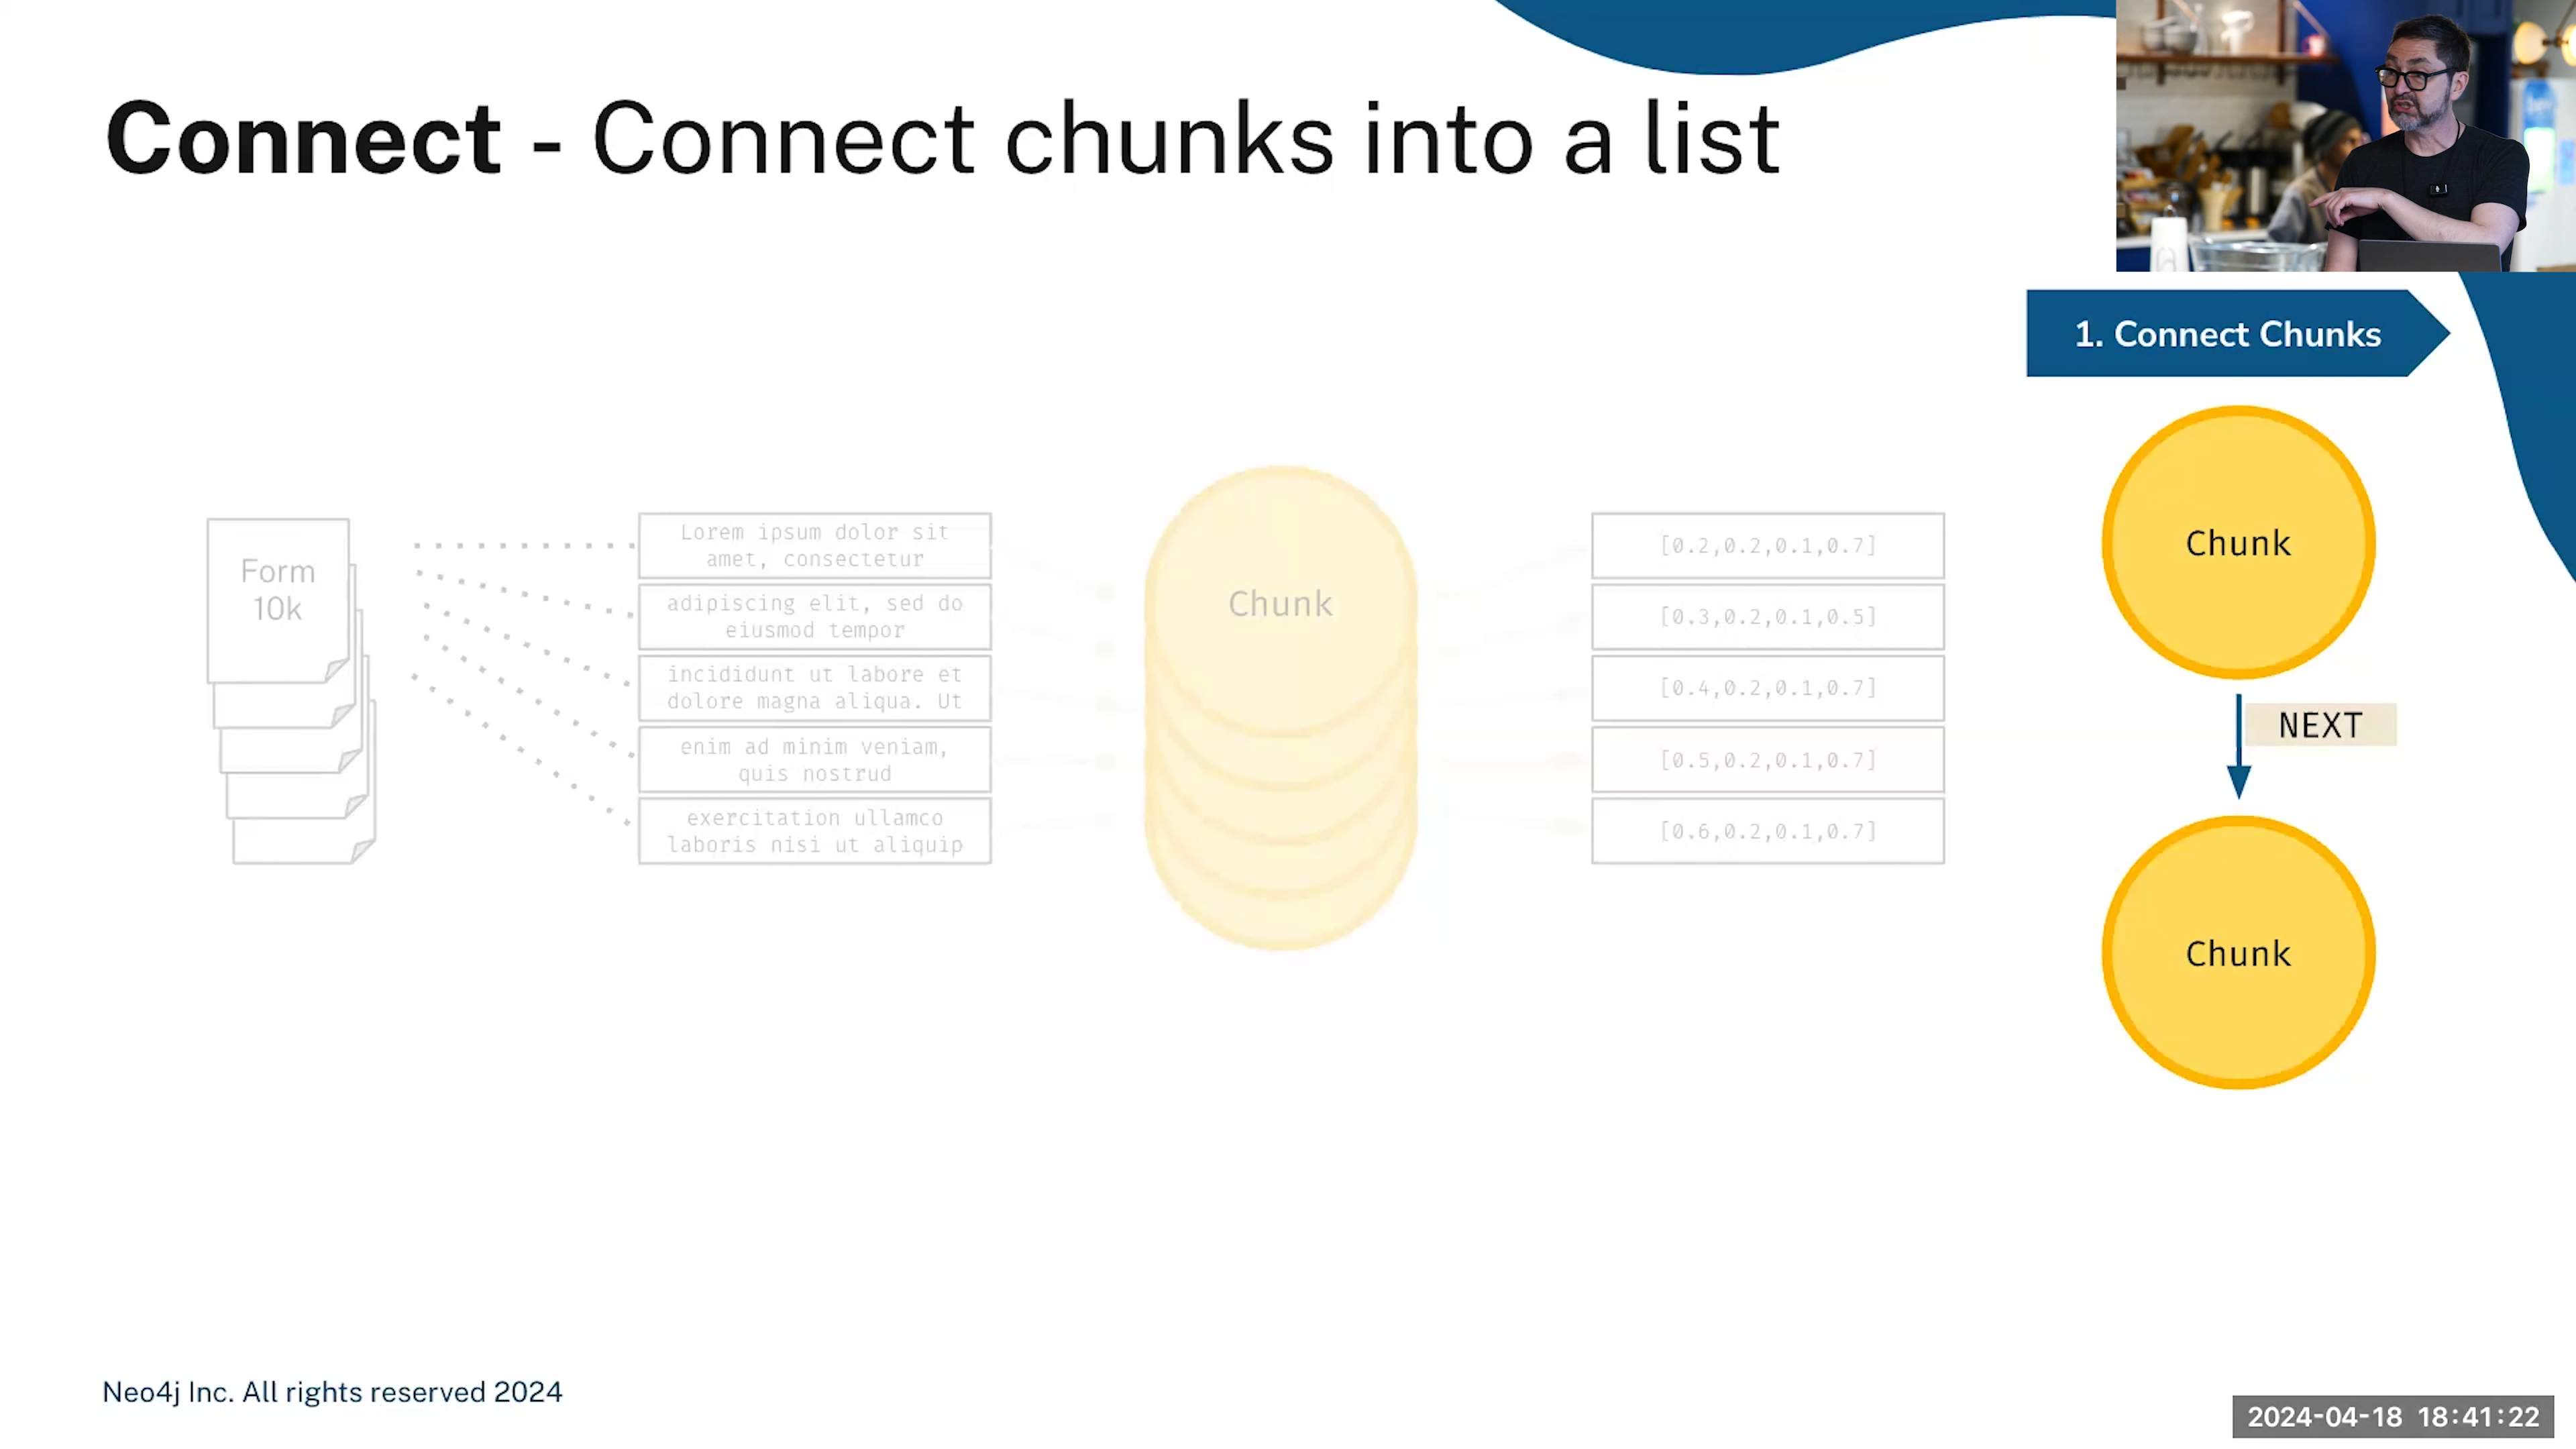 Connect - Connect chunks into a list
1. Connect Chunks
Form
10k
Lorem ipsum dolor sit
amet, consectetur
adipiscing elit, sed do
eiusmod tempor
incididunt ut labore et
dolore magna aliqua. Ut
enim ad minim veniam,
quis nostrud
exercitation ullamco
laboris nisi ut aliquip
Chunk
[0.2,0.2,0.1,0.7]
[0.3,0.2,0.1,0.5]
[0.4,0.2,0.1,0.7]
[0.5,0.2,0.1,0.7]
[0.6,0.2,0.1,0.7]
Chunk
NEXT
Chunk
Neo4j Inc. All rights reserved 2024
2024-04-18 18:41:22